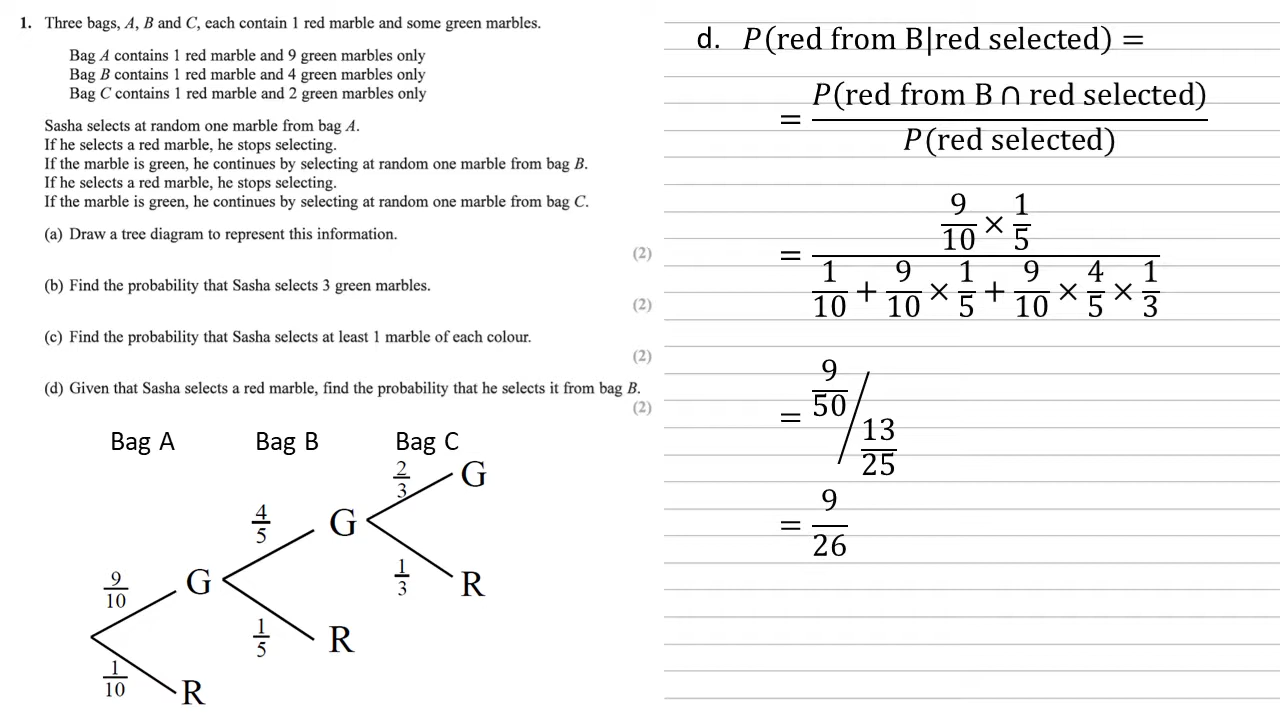 1. Three bags, A, B and C, each contain 1 red marble and some green marbles.
Bag A contains 1 red marble and 9 green marbles only
Bag B contains 1 red marble and 4 green marbles only
Bag C contains 1 red marble and 2 green marbles only
Sasha selects at random one marble from bag A.
If he selects a red marble, he stops selecting.
If the marble is green, he continues by selecting at random one marble from bag B.
If he selects a red marble, he stops selecting.
If the marble is green, he continues by selecting at random one marble from bag C.
(a) Draw a tree diagram to represent this information.
(2)
(b) Find the probability that Sasha selects 3 green marbles.
(2)
(c) Find the probability that Sasha selects at least 1 marble of each colour.
(2)
(d) Given that Sasha selects a red marble, find the probability that he selects it from bag B.
(2)
Bag A Bag B Bag C
2/3 G
4/5 G
1/3 R
9/10 G
1/5 R
1/10 R
d. P(red from B|red selected) =
= P(red from B ∩ red selected)
P(red selected)
= 9/10 × 1/5
1/10 + 9/10 × 1/5 + 9/10 × 4/5 × 1/3
= 9/50 / 13/25
= 9/26